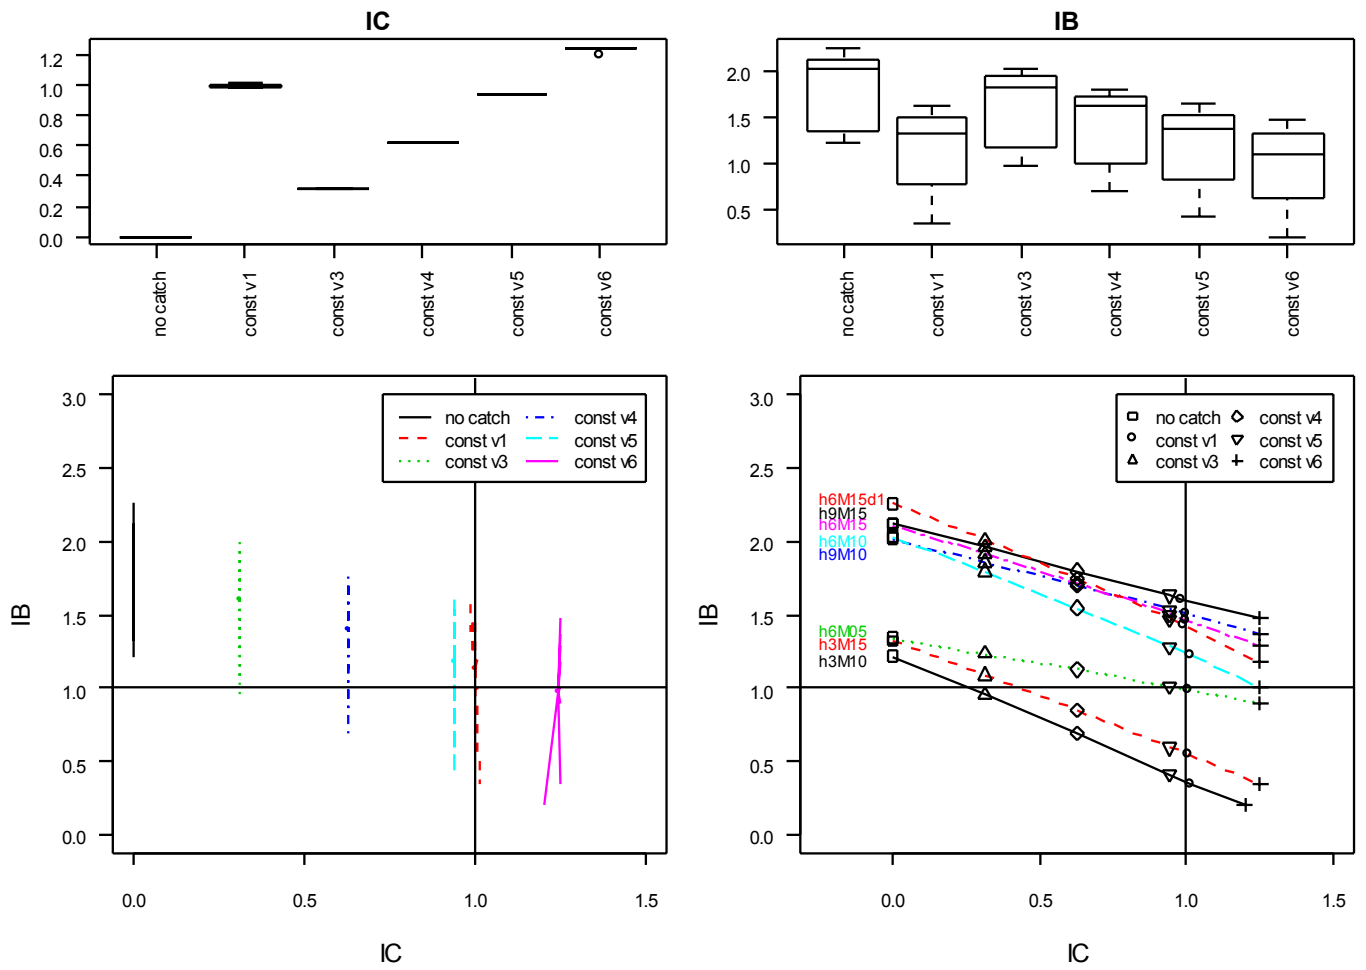 IC
1.2
1.0
0.8
0.6
0.4
0.2
0.0
no catch
const v1
const v3
const v4
const v5
const v6
IB
2.0
1.5
1.0
0.5
no catch
const v1
const v3
const v4
const v5
const v6
3.0
2.5
2.0
1.5
1.0
0.5
0.0
IB
no catch
const v1
const v3
const v4
const v5
const v6
0.0
0.5
1.0
1.5
IC
3.0
2.5
2.0
1.5
1.0
0.5
0.0
IB
no catch
const v1
const v3
const v4
const v5
const v6
h6M15d1
h9M15
h6M15
h6M10
h9M10
h6M05
h3M15
h3M10
0.0
0.5
1.0
1.5
IC